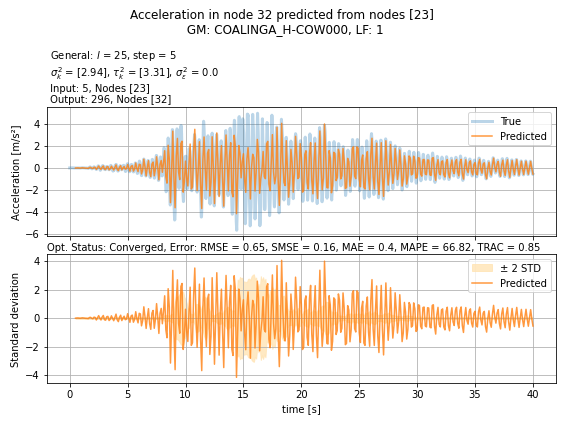 Acceleration in node 32 predicted from nodes [23]
GM: COALINGA_H-COW000, LF: 1
General: l = 25, step = 5
σ²_k = [2.94], τ²_k = [3.31], σ²_ε = 0.0
Input: 5, Nodes [23]
Output: 296, Nodes [32]
Acceleration [m/s²]
4
2
0
−2
−4
−6
True
Predicted
Opt. Status: Converged, Error: RMSE = 0.65, SMSE = 0.16, MAE = 0.4, MAPE = 66.82, TRAC = 0.85
Standard deviation
4
2
0
−2
−4
± 2 STD
Predicted
0 5 10 15 20 25 30 35 40
time [s]